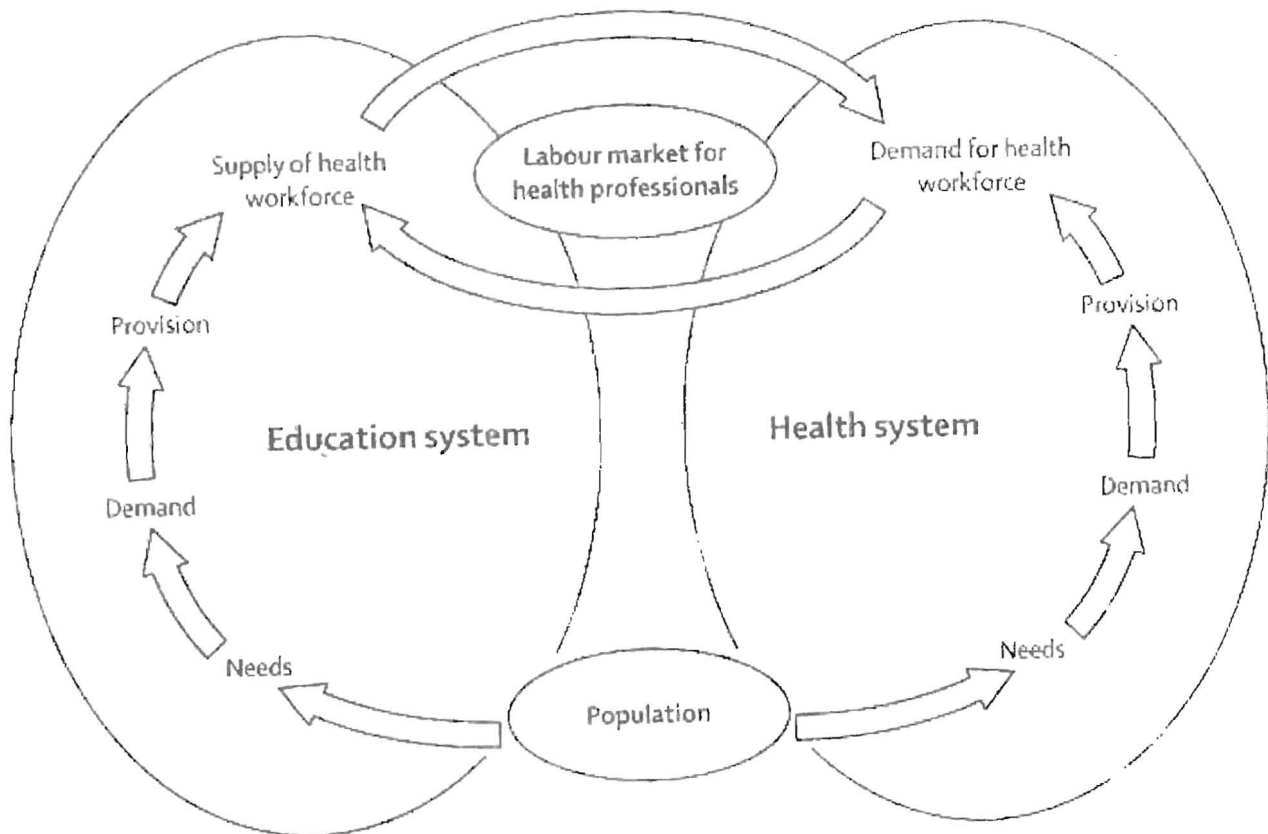 Supply of health
workforce
Labour market for
health professionals
Demand for health
workforce
Provision
Provision
Education system
Health system
Demand
Demand
Needs
Needs
Population